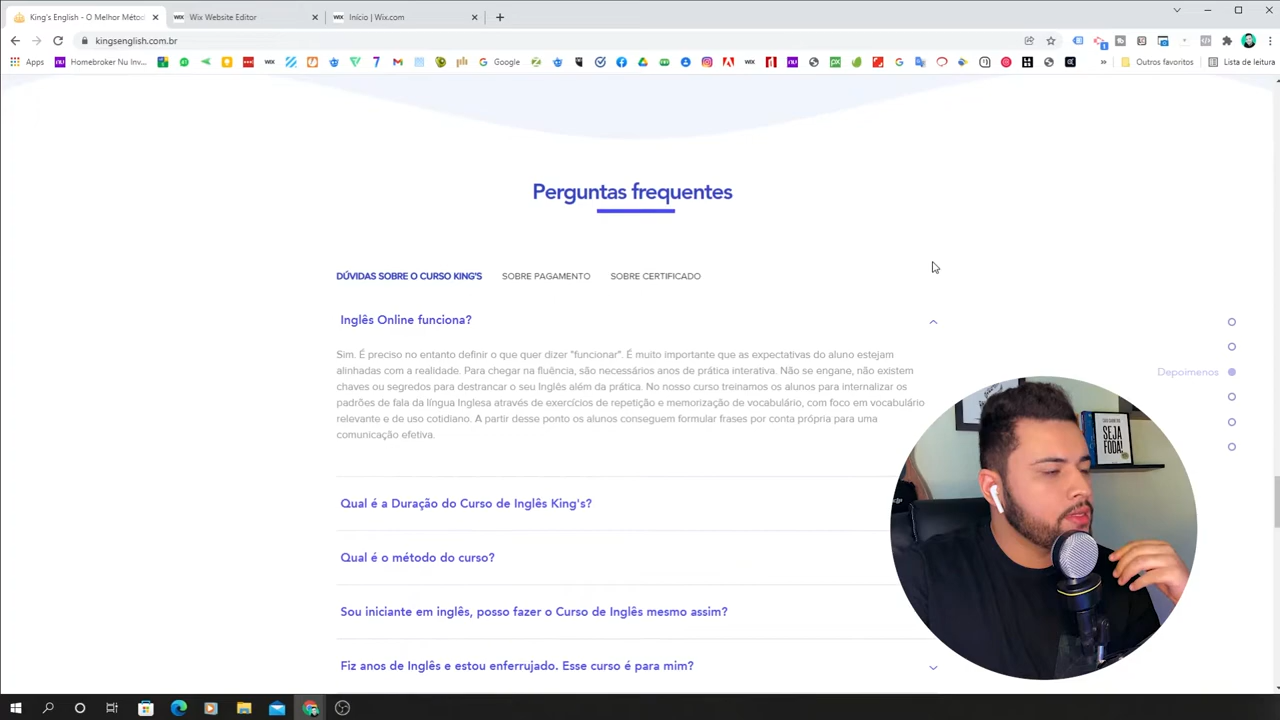 King's English - O Melhor Métod
Wix Website Editor
Início | Wix.com
kingsenglish.com.br
Apps
Homebroker Nu Inv...
Google
Outros favoritos
Lista de leitura
Perguntas frequentes
DÚVIDAS SOBRE O CURSO KING'S
SOBRE PAGAMENTO
SOBRE CERTIFICADO
Inglês Online funciona?
Sim. É preciso no entanto definir o que quer dizer "funcionar". É muito importante que as expectativas do aluno estejam
alinhadas com a realidade. Para chegar na fluência, são necessários anos de prática interativa. Não se engane, não existem
chaves ou segredos para destrancar o seu Inglês além da prática. No nosso curso treinamos os alunos para internalizar os
padrões de fala da língua Inglesa através de exercícios de repetição e memorização de vocabulário, com foco em vocabulário
relevante e de uso cotidiano. A partir desse ponto os alunos conseguem formular frases por conta própria para uma
comunicação efetiva.
Depoimenos
Qual é a Duração do Curso de Inglês King's?
Qual é o método do curso?
Sou iniciante em inglês, posso fazer o Curso de Inglês mesmo assim?
Fiz anos de Inglês e estou enferrujado. Esse curso é para mim?
SEJA
FODA!